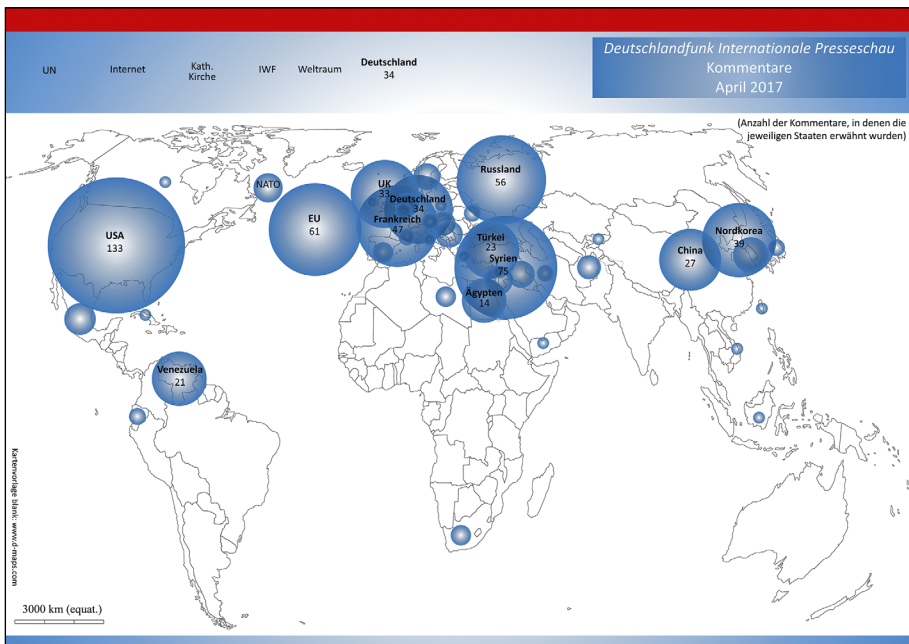 Deutschlandfunk Internationale Presseschau
Kommentare
April 2017
UN
Internet
Kath.
Kirche
IWF
Weltraum
Deutschland
34
(Anzahl der Kommentare, in denen die
jeweiligen Staaten erwähnt wurden)
NATO
UK
33
Russland
56
Deutschland
34
EU
61
Frankreich
47
USA
133
Türkei
23
Syrien
75
Ägypten
14
China
27
Nordkorea
39
Venezuela
21
Kartenvorlage blank: www.d-maps.com
3000 km (equat.)